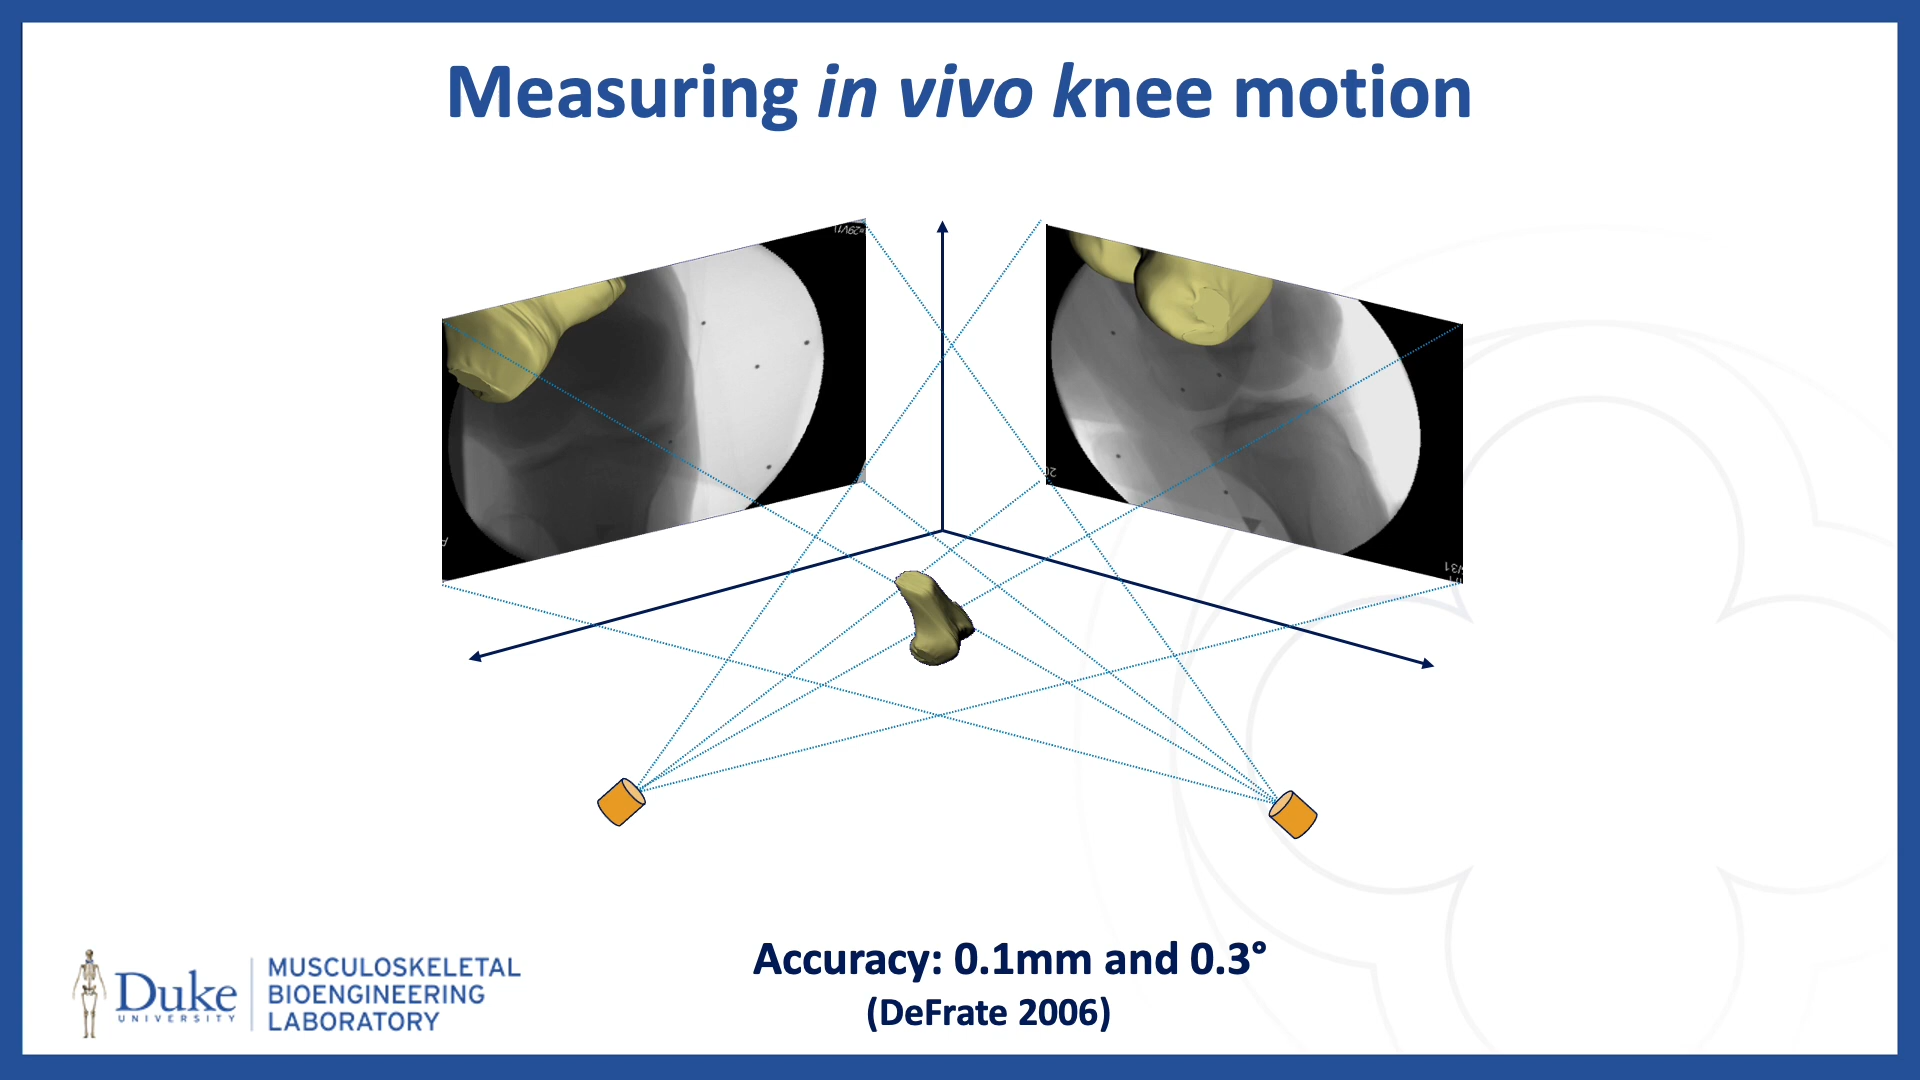 Measuring in vivo knee motion
Accuracy: 0.1mm and 0.3°
(DeFrate 2006)
Duke
UNIVERSITY
MUSCULOSKELETAL
BIOENGINEERING
LABORATORY